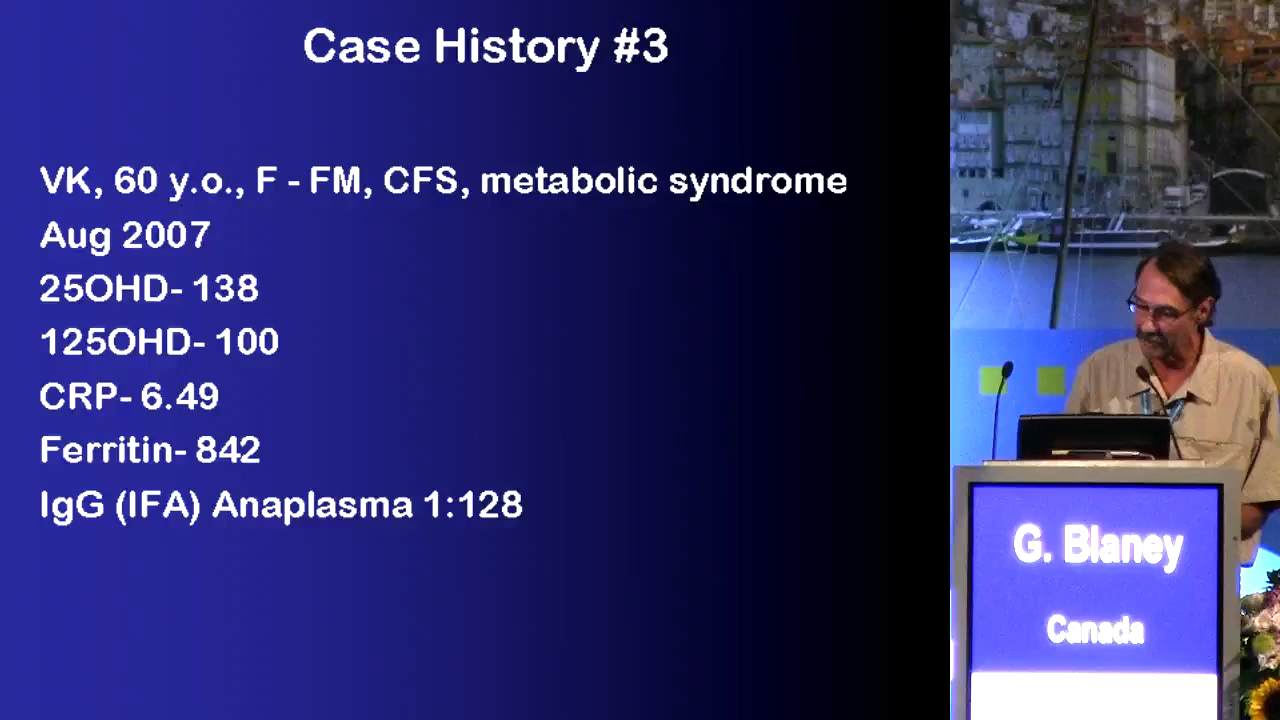 Case History #3
VK, 60 y.o., F - FM, CFS, metabolic syndrome
Aug 2007
25OHD- 138
125OHD- 100
CRP- 6.49
Ferritin- 842
IgG (IFA) Anaplasma 1:128
G. Blaney
Canada